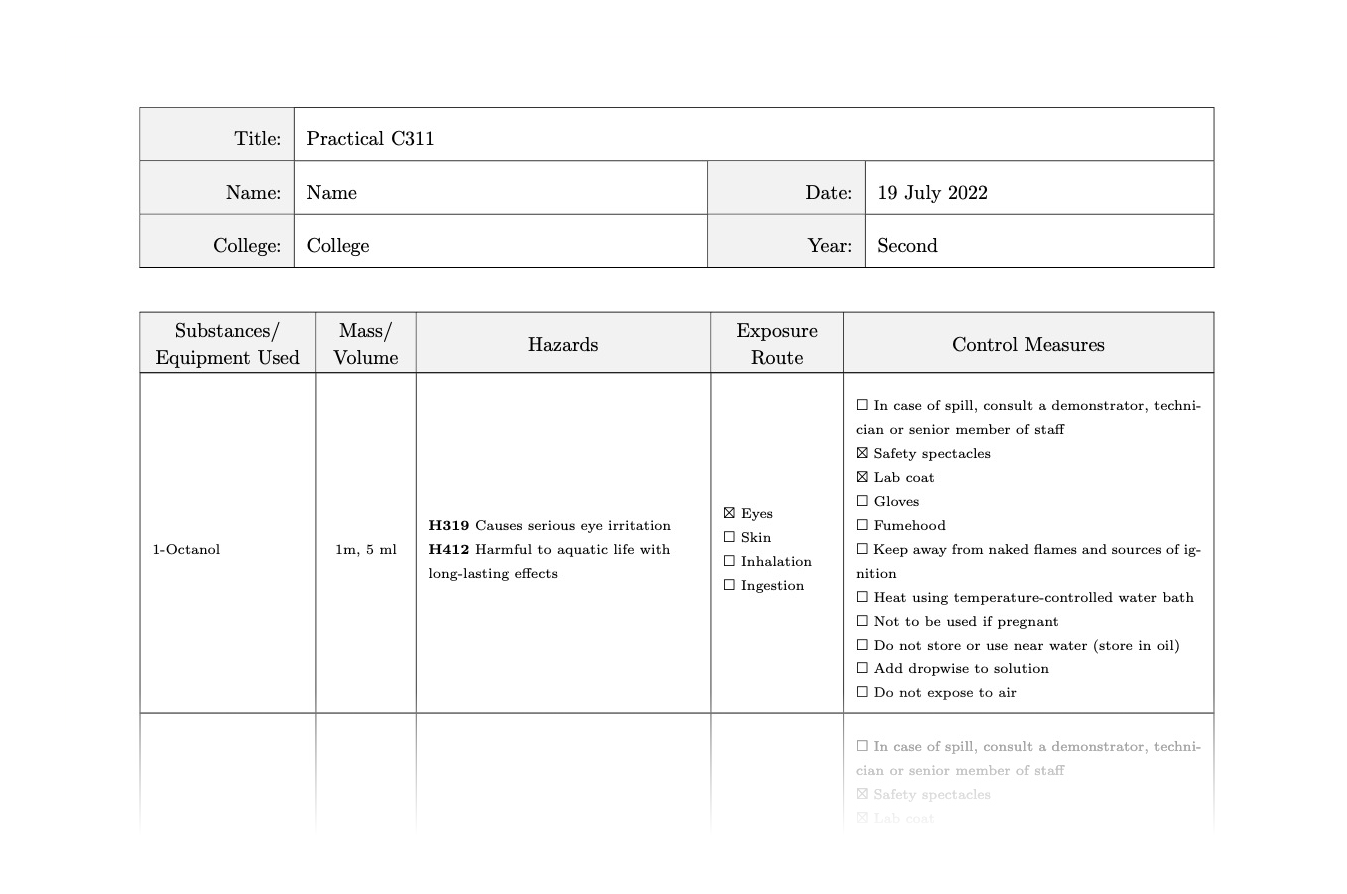 Title: Practical C311
Name: Name Date: 19 July 2022
College: College Year: Second
Substances/
Equipment Used
Mass/
Volume
Hazards
Exposure
Route
Control Measures
1-Octanol
1m, 5 ml
H319 Causes serious eye irritation
H412 Harmful to aquatic life with
long-lasting effects
☒ Eyes
☐ Skin
☐ Inhalation
☐ Ingestion
☐ In case of spill, consult a demonstrator, techni-
cian or senior member of staff
☒ Safety spectacles
☒ Lab coat
☐ Gloves
☐ Fumehood
☐ Keep away from naked flames and sources of ig-
nition
☐ Heat using temperature-controlled water bath
☐ Not to be used if pregnant
☐ Do not store or use near water (store in oil)
☐ Add dropwise to solution
☐ Do not expose to air
☐ In case of spill, consult a demonstrator, techni-
cian or senior member of staff
☒ Safety spectacles
☒ Lab coat